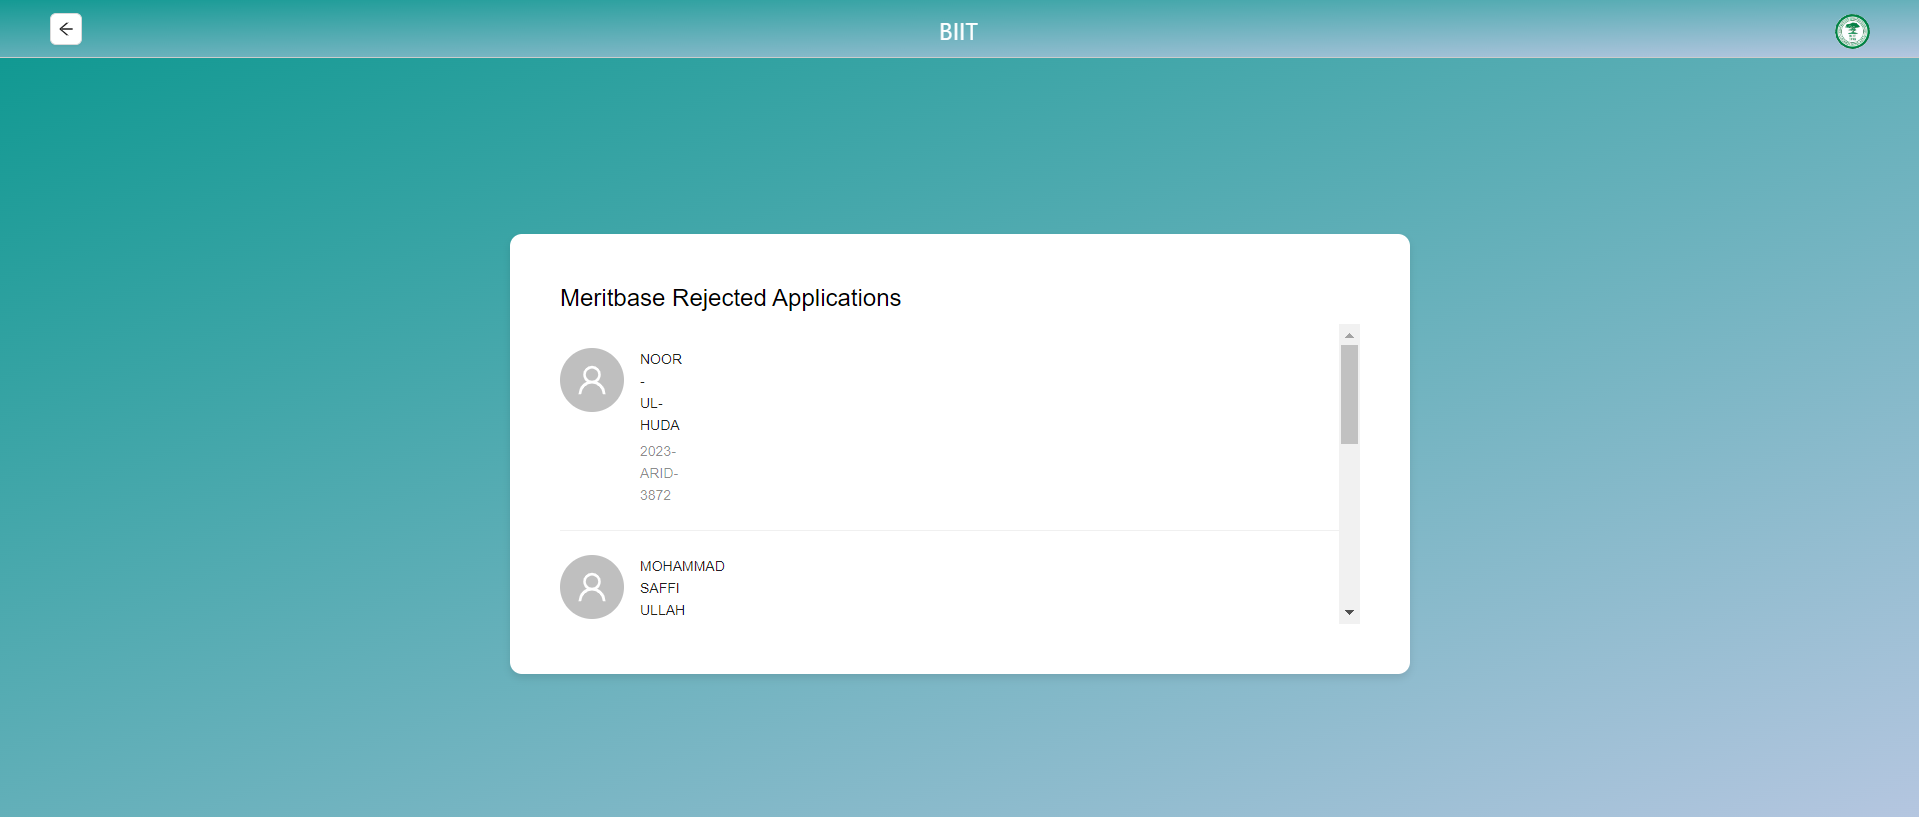 BIIT
Meritbase Rejected Applications
NOOR
-
UL-
HUDA
2023-
ARID-
3872
MOHAMMAD
SAFFI
ULLAH